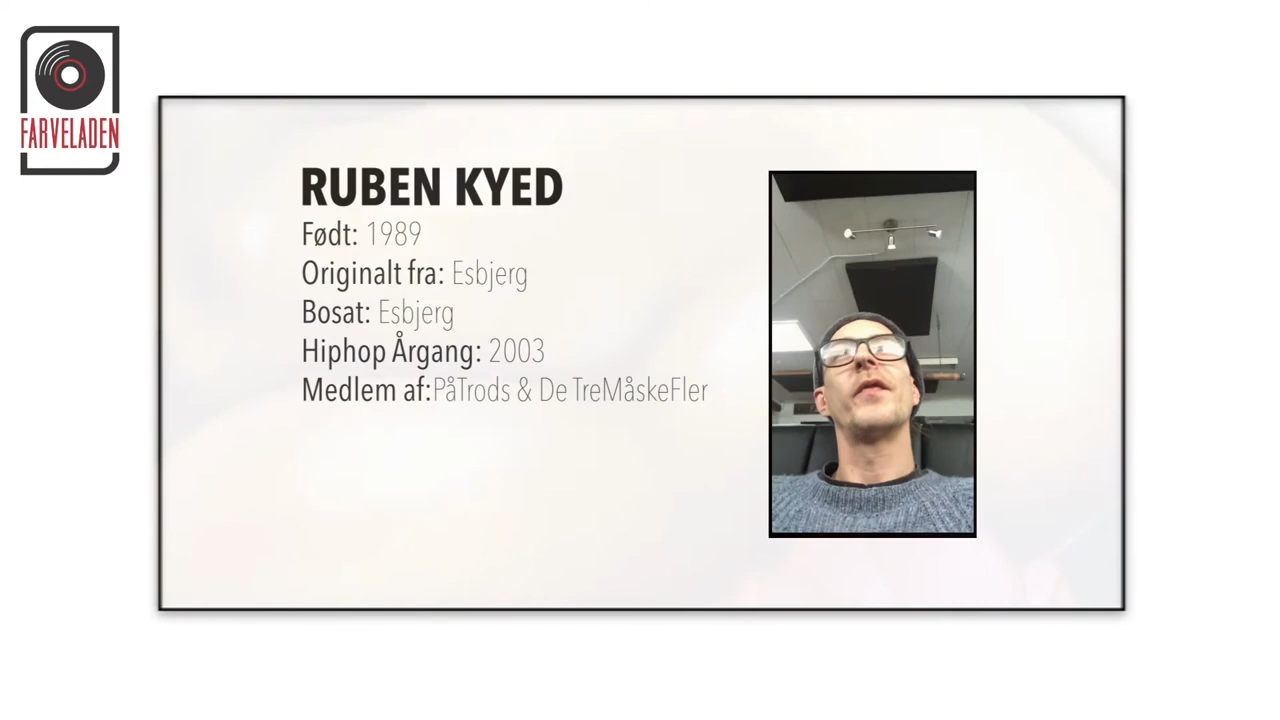 FARVELADEN
RUBEN KYED
Født: 1989
Originalt fra: Esbjerg
Bosat: Esbjerg
Hiphop Årgang: 2003
Medlem af:PåTrods & De TreMåskeFler